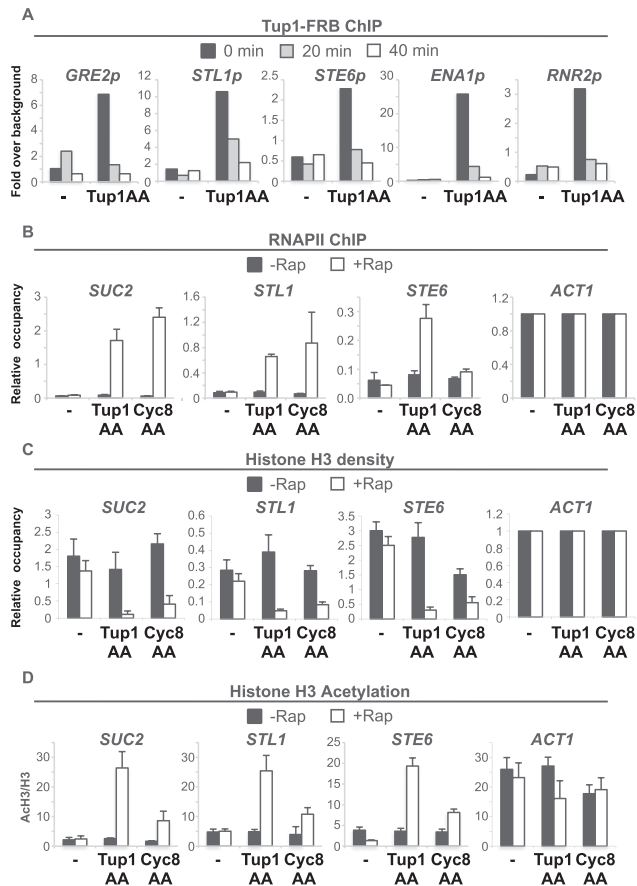 A
Tup1-FRB ChIP
0 min 20 min 40 min
GRE2p STL1p STE6p ENA1p RNR2p
Fold over background
8 6 4 2 0
12 10 8 6 4 2 0
2.5 2 1.5 1 0.5 0
30 20 10 0
3 2 1 0
- Tup1AA - Tup1AA - Tup1AA - Tup1AA - Tup1AA
B
RNAPII ChIP
-Rap +Rap
SUC2 STL1 STE6 ACT1
Relative occupancy
3 2 1 0
1.6 1.2 0.8 0.4 0
0.3 0.2 0.1 0.0
1.2 0.8 0.4 0
- Tup1 Cyc8 - Tup1 Cyc8 - Tup1 Cyc8 - Tup1 Cyc8
AA AA AA AA AA AA AA AA
C
Histone H3 density
-Rap +Rap
SUC2 STL1 STE6 ACT1
Relative occupancy
3 2.5 2 1.5 1 0.5 0
0.6 0.4 0.2 0
3.5 3 2.5 2 1.5 1 0.5 0
1.2 1 0.8 0.6 0.4 0.2 0
- Tup1 Cyc8 - Tup1 Cyc8 - Tup1 Cyc8 - Tup1 Cyc8
AA AA AA AA AA AA AA AA
D
Histone H3 Acetylation
-Rap +Rap
SUC2 STL1 STE6 ACT1
AcH3/H3
30 20 10 0
30 20 10 0
25 20 15 10 5 0
30 20 10 0
- Tup1 Cyc8 - Tup1 Cyc8 - Tup1 Cyc8 - Tup1 Cyc8
AA AA AA AA AA AA AA AA